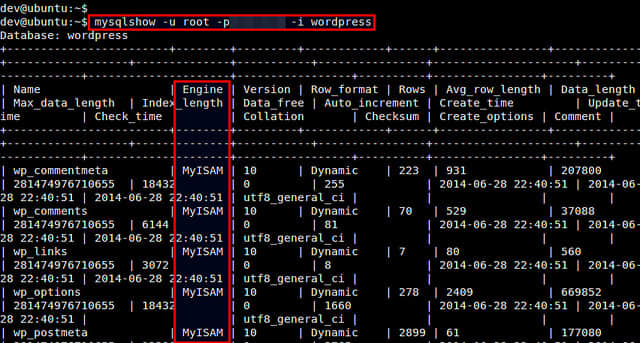 dev@ubuntu:~$
dev@ubuntu:~$ mysqlshow -u root -p -i wordpress
Database: wordpress
+------------------+--------+---------+------------+------+----------------+-------------+
| Name | Engine | Version | Row_format | Rows | Avg_row_length | Data_length
| Max_data_length | Index_length | Data_free | Auto_increment | Create_time | Update_t
ime | Check_time | Collation | Checksum | Create_options | Comment |
| wp_commentmeta | MyISAM | 10 | Dynamic | 223 | 931 | 207800
| 281474976710655 | 18432 | 0 | 255 | 2014-06-28 22:40:51 | 2014-06-
28 22:40:51 | 2014-06-28 22:40:51 | utf8_general_ci | | | |
| wp_comments | MyISAM | 10 | Dynamic | 70 | 529 | 37088
| 281474976710655 | 6144 | 0 | 81 | 2014-06-28 22:40:51 | 2014-06-
28 22:40:51 | 2014-06-28 22:40:51 | utf8_general_ci | | | |
| wp_links | MyISAM | 10 | Dynamic | 7 | 80 | 560
| 281474976710655 | 3072 | 0 | 8 | 2014-06-28 22:40:51 | 2014-06-
28 22:40:51 | 2014-06-28 22:40:51 | utf8_general_ci | | | |
| wp_options | MyISAM | 10 | Dynamic | 278 | 2409 | 669852
| 281474976710655 | 18432 | 0 | 1660 | 2014-06-28 22:40:51 | 2014-06-
28 22:40:51 | | utf8_general_ci | | | |
| wp_postmeta | MyISAM | 10 | Dynamic | 2899 | 61 | 177080